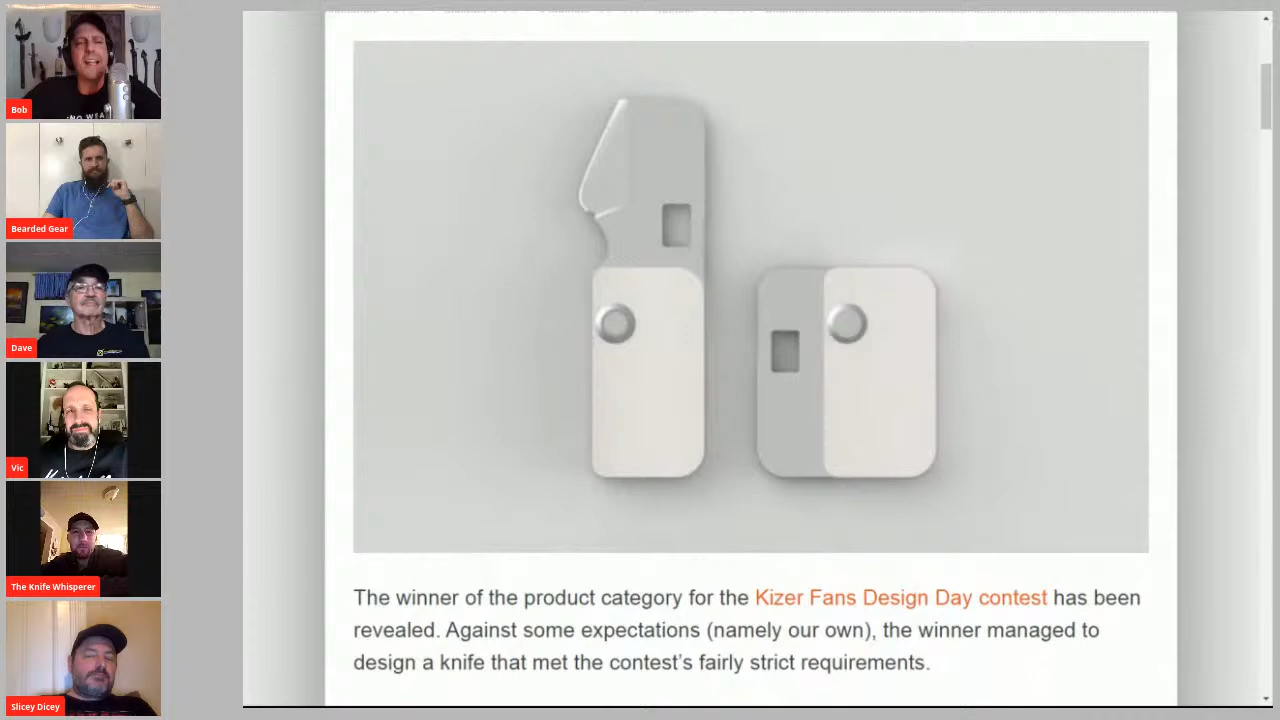 NG WEA
Bob
Bearded Gear
Dave
Vic
The Knife Whisperer
Slicey Dicey
The winner of the product category for the Kizer Fans Design Day contest has been
revealed. Against some expectations (namely our own), the winner managed to
design a knife that met the contest's fairly strict requirements.